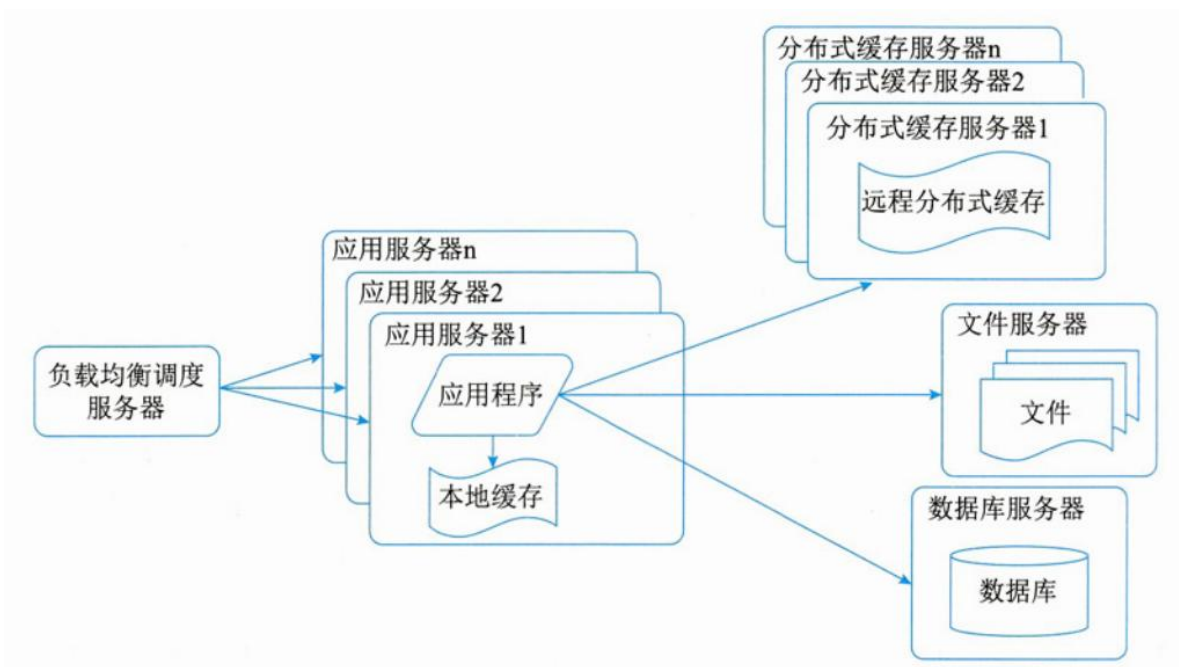 分布式缓存服务器n
分布式缓存服务器2
分布式缓存服务器1
远程分布式缓存
应用服务器n
应用服务器2
应用服务器1
应用程序
本地缓存
负载均衡调度
服务器
文件服务器
文件
数据库服务器
数据库